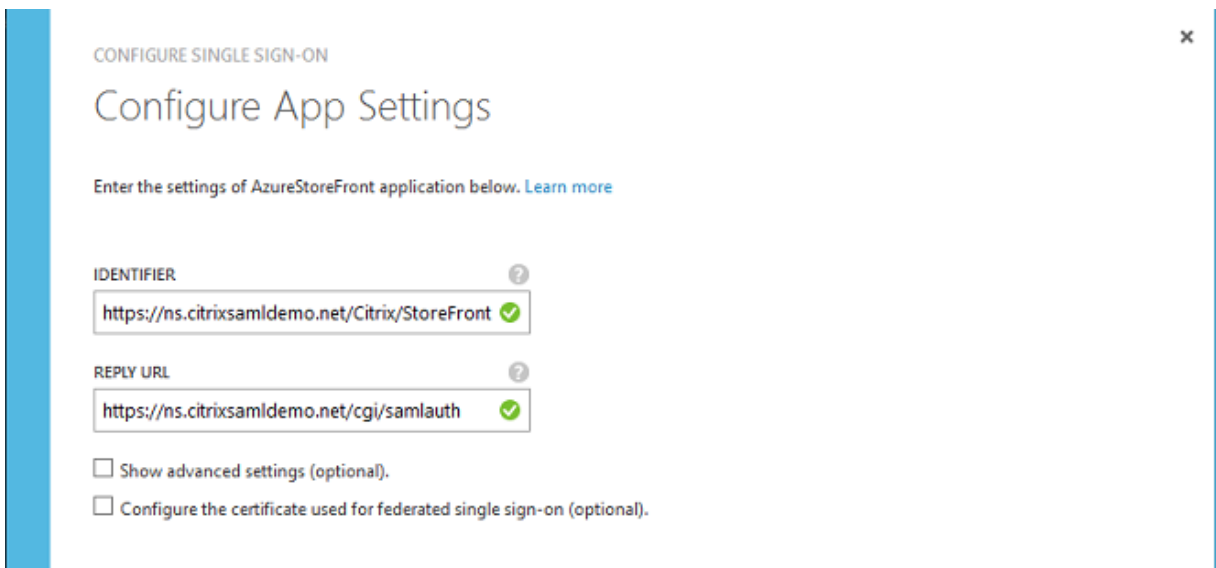 CONFIGURE SINGLE SIGN-ON
Configure App Settings
Enter the settings of AzureStoreFront application below. Learn more
IDENTIFIER
https://ns.citrixsamldemo.net/Citrix/StoreFront
REPLY URL
https://ns.citrixsamldemo.net/cgi/samlauth
Show advanced settings (optional).
Configure the certificate used for federated single sign-on (optional).